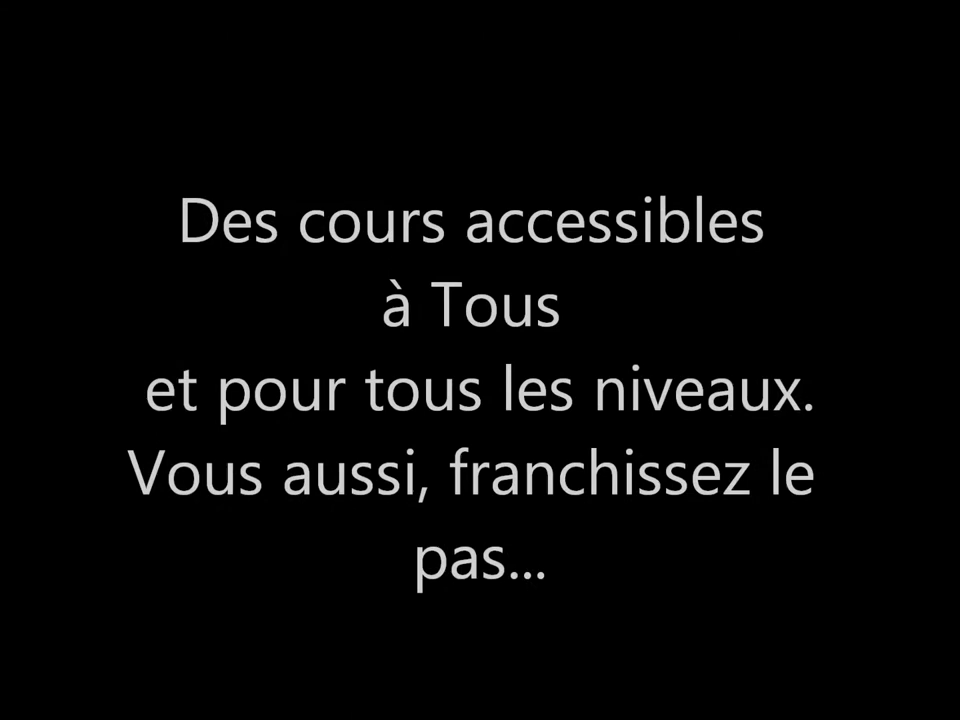 Des cours accessibles
à Tous
et pour tous les niveaux.
Vous aussi, franchissez le
pas...